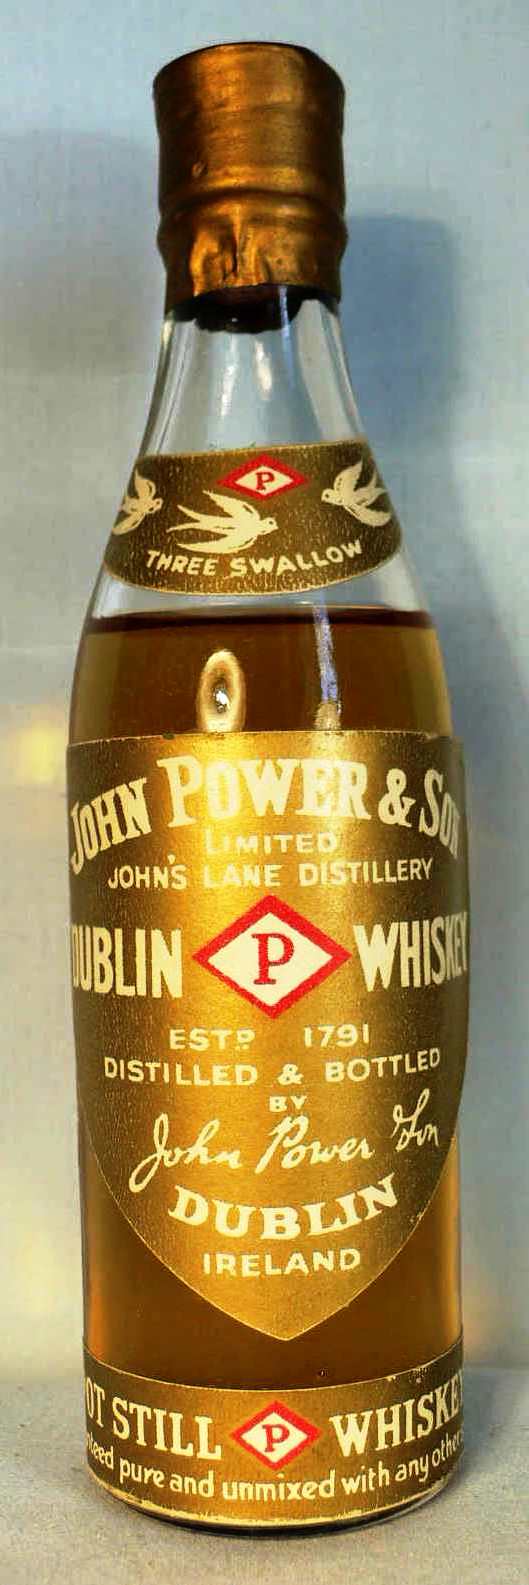 P
THREE SWALLOW
JOHN POWER & SON
LIMITED
JOHN'S LANE DISTILLERY
DUBLIN P WHISKEY
ESTD 1791
DISTILLED & BOTTLED
BY
John Power & Son
DUBLIN
IRELAND
OT STILL P WHISKEY
teed pure and unmixed with any other